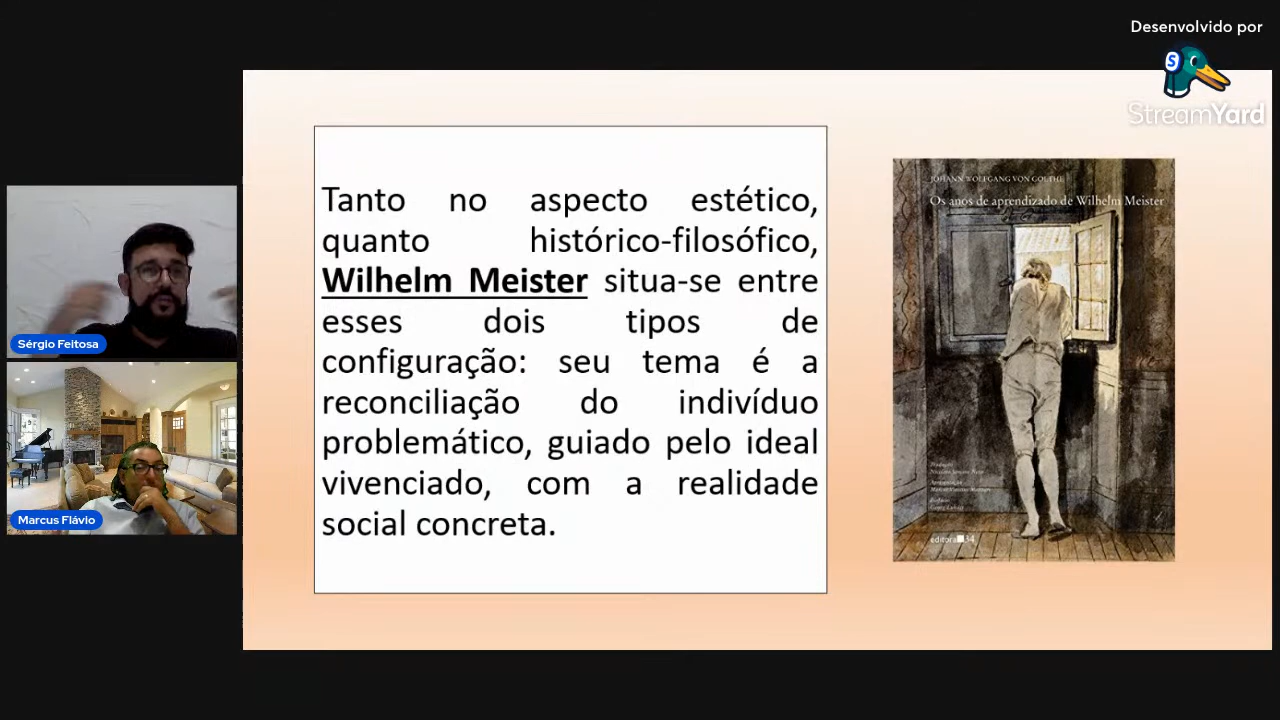 Desenvolvido por
StreamYard
Tanto no aspecto estético,
quanto histórico-filosófico,
Wilhelm Meister situa-se entre
esses dois tipos de
configuração: seu tema é a
reconciliação do indivíduo
problemático, guiado pelo ideal
vivenciado, com a realidade
social concreta.
JOHANN WOLFGANG VON GOETHE
Os anos de aprendizado de Wilhelm Meister
editora 34
Sérgio Feitosa
Marcus Flávio